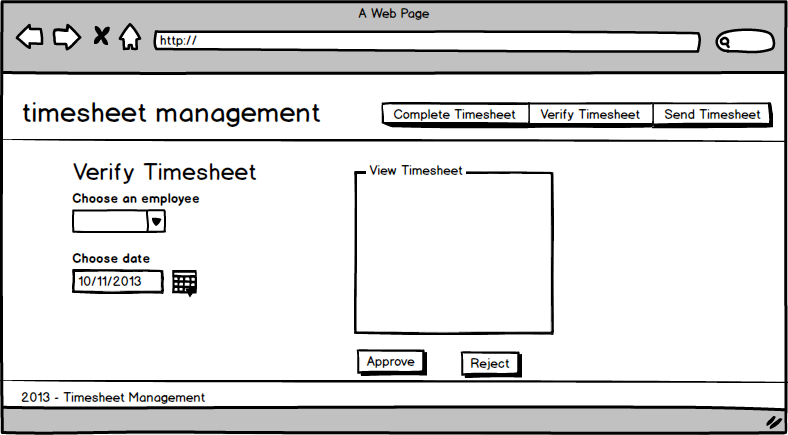 A Web Page
http://
timesheet management
Complete Timesheet Verify Timesheet Send Timesheet
Verify Timesheet
Choose an employee
Choose date
10/11/2013
View Timesheet
Approve Reject
2013 - Timesheet Management